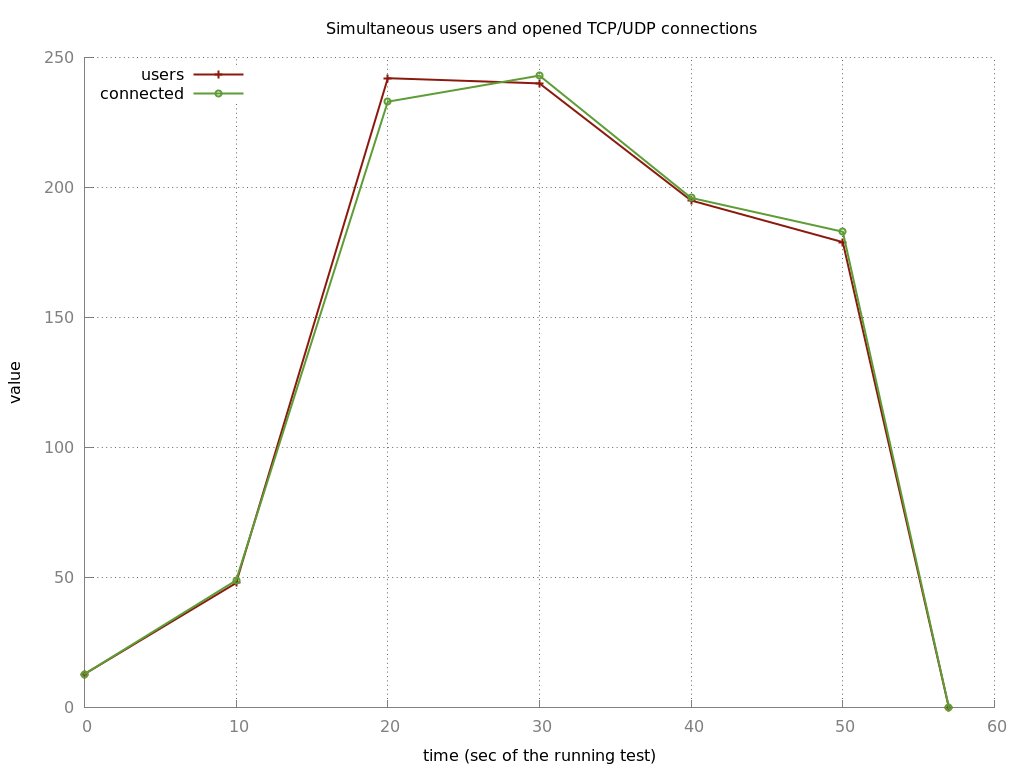 Simultaneous users and opened TCP/UDP connections
250
users
connected
200
150
value
100
50
0
0 10 20 30 40 50 60
time (sec of the running test)